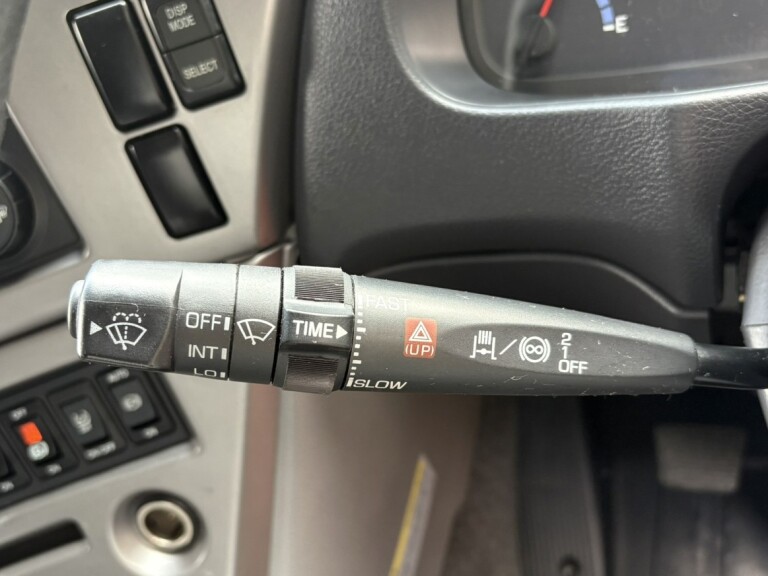 DISP
MODE
SELECT
E
OFF
INT
LO
TIME
FAST
SLOW
(UP)
2
1
OFF